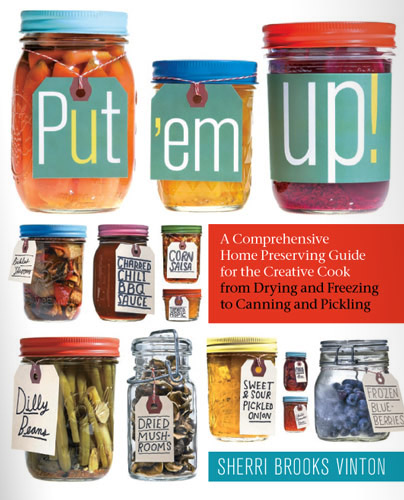 Put
'em
up!
Pickled
CHARRED
CHILI
BBQ
SAUCE
CORN
SALSA
A Comprehensive
Home Preserving Guide
for the Creative Cook
from Drying and Freezing
to Canning and Pickling
Dilly
Beans
DRIED
MUSH-
ROOMS
SWEET
& SOUR
PICKLED
ONION
FROZEN
BLUE-
BERRIES
SHERRI BROOKS VINTON